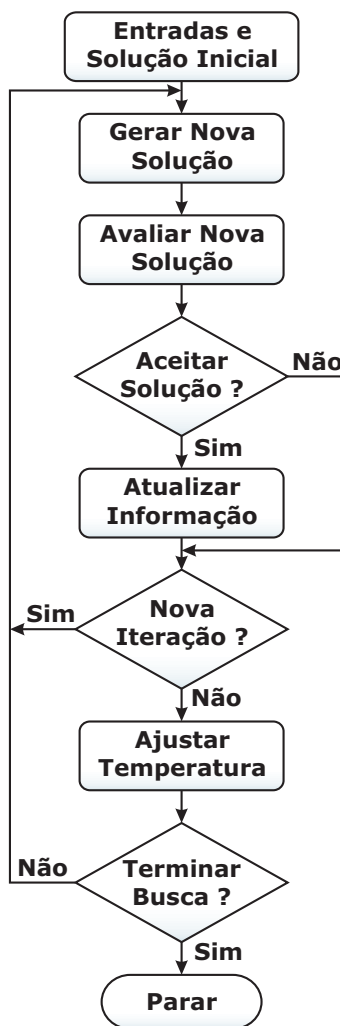 Entradas e
Solução Inicial
Gerar Nova
Solução
Avaliar Nova
Solução
Aceitar
Solução ?
Não
Sim
Atualizar
Informação
Nova
Iteração ?
Sim
Não
Ajustar
Temperatura
Terminar
Busca ?
Não
Sim
Parar